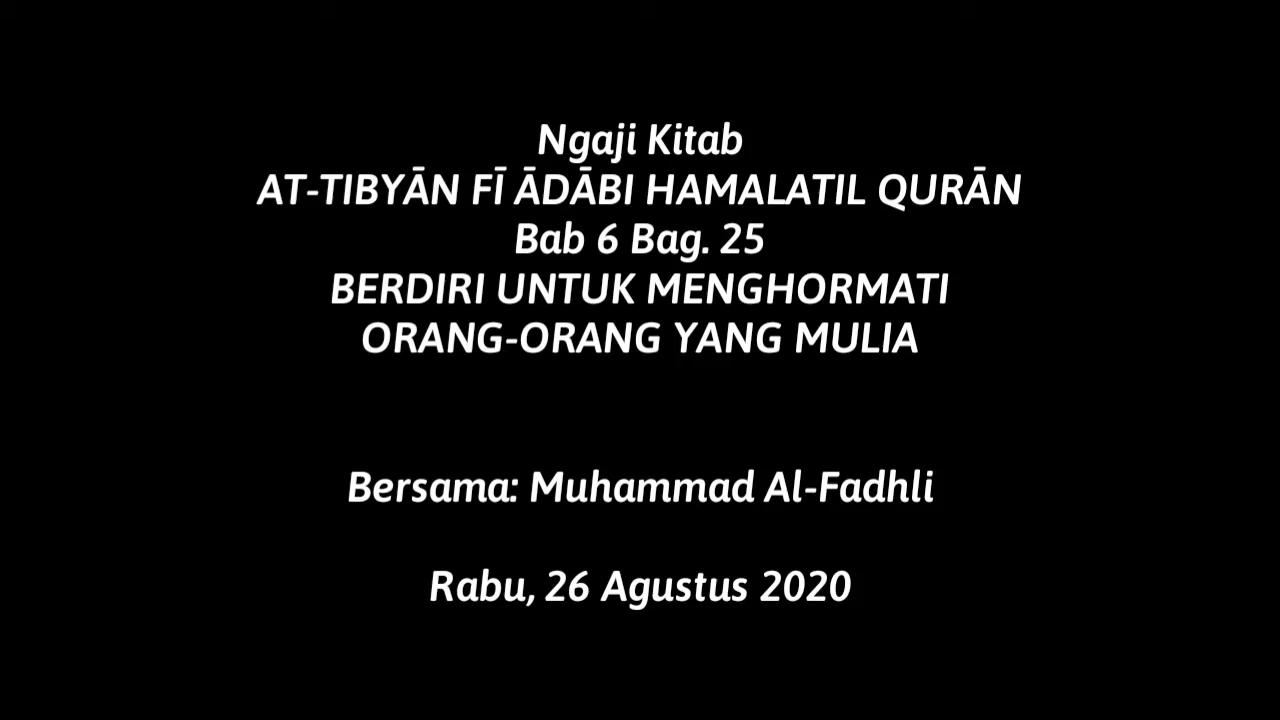 Ngaji Kitab
AT-TIBYĀN FĪ ĀDĀBI HAMALATIL QURĀN
Bab 6 Bag. 25
BERDIRI UNTUK MENGHORMATI
ORANG-ORANG YANG MULIA
Bersama: Muhammad Al-Fadhli
Rabu, 26 Agustus 2020